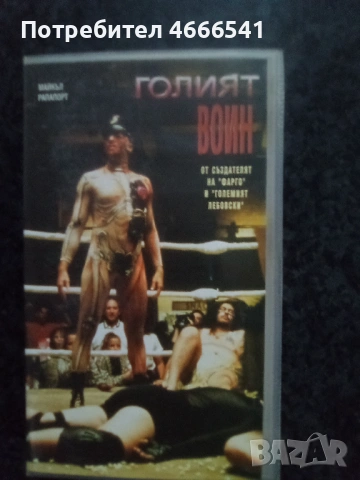 Потребител 4666541
МАЙКЪЛ
РАПАПОРТ
ГОЛИЯТ
ВОИН
ОТ СЪЗДАТЕЛЯТ
НА "ФАРГО"
И "ГОЛЕМИЯТ
ЛЕБОВСКИ"
BAZAR